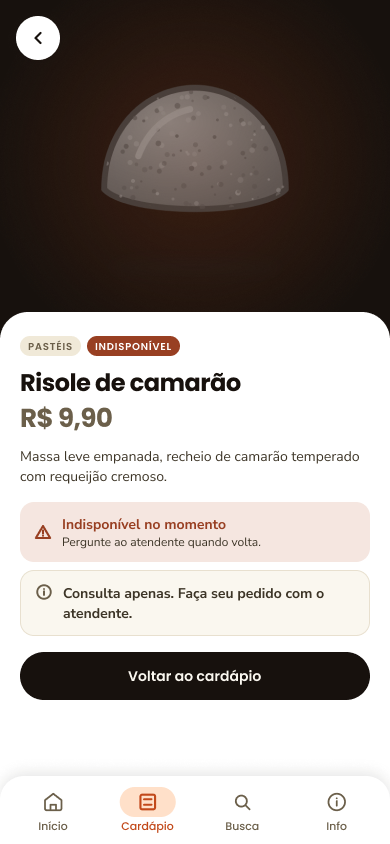 PASTÉIS INDISPONÍVEL
Risole de camarão
R$ 9,90
Massa leve empanada, recheio de camarão temperado
com requeijão cremoso.
Indisponível no momento
Pergunte ao atendente quando volta.
Consulta apenas. Faça seu pedido com o
atendente.
Voltar ao cardápio
Início Cardápio Busca Info